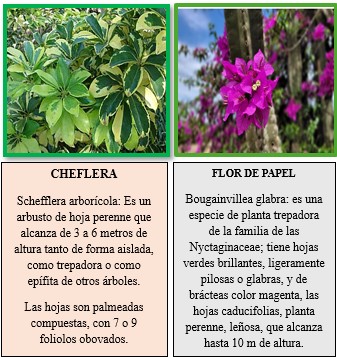 CHEFLERA
Schefflera arborícola: Es un
arbusto de hoja perenne que
alcanza de 3 a 6 metros de
altura tanto de forma aislada,
como trepadora o como
epífita de otros árboles.
Las hojas son palmeadas
compuestas, con 7 o 9
foliolos obovados.
FLOR DE PAPEL
Bougainvillea glabra: es una
especie de planta trepadora
de la familia de las
Nyctaginaceae; tiene hojas
verdes brillantes, ligeramente
pilosas o glabras, y de
brácteas color magenta, las
hojas caducifolias, planta
perenne, leñosa, que alcanza
hasta 10 m de altura.